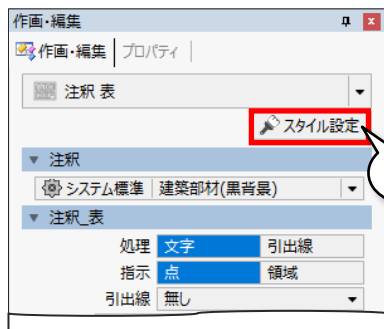 作画・編集
作画・編集 プロパティ
注釈 表
スタイル設定
注釈
システム標準 建築部材(黒背景)
注釈_表
処理 文字 引出線
指示 点 領域
引出線 無し